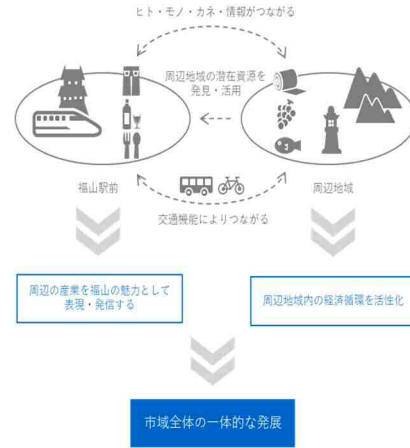 ヒト・モノ・カネ・情報がつながる
周辺地域の潜在資源を
発見・活用
福山駅前
周辺地域
交通機能によりつながる
周辺の産業を福山の魅力として
表現・発信する
周辺地域内の経済循環を活性化
市域全体の一体的な発展